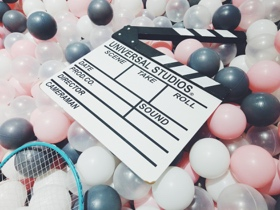 UNIVERSAL STUDIOS
SCENE
TAKE
ROLL
DATE
SOUND
PROD.CO.
DIRECTOR
CAMERAMAN